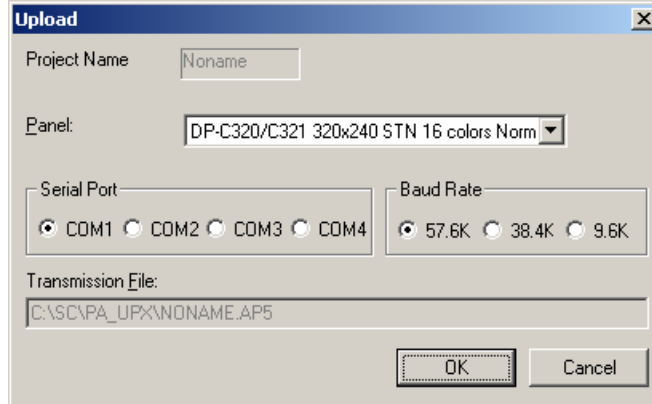 Upload
Project Name Noname
Panel: DP-C320/C321 320x240 STN 16 colors Norm
Serial Port Baud Rate
COM1 COM2 COM3 COM4 57.6K 38.4K 9.6K
Transmission File:
C:\SC\PA_UPX\NONAME.AP5
OK Cancel